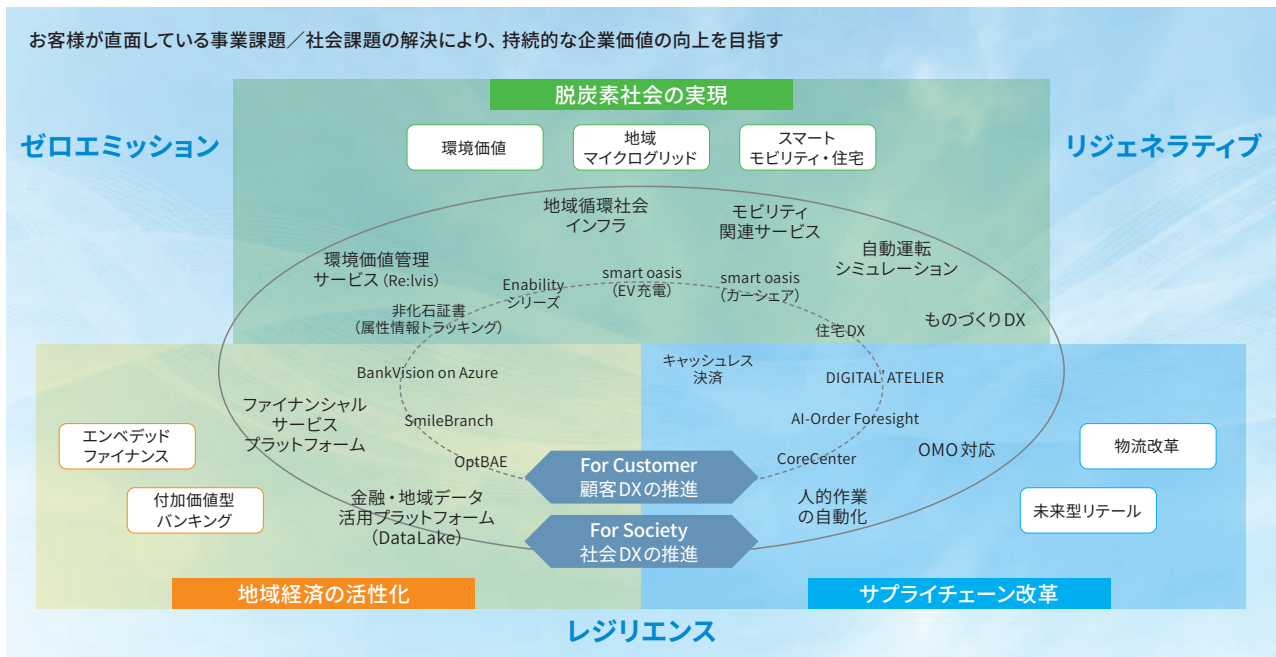 お客様が直面している事業課題／社会課題の解決により、持続的な企業価値の向上を目指す
脱炭素社会の実現
ゼロエミッション
リジェネラティブ
環境価値
地域
マイクログリッド
スマート
モビリティ・住宅
地域循環社会
インフラ
モビリティ
関連サービス
自動運転
シミュレーション
環境価値管理
サービス（Re:lvis）
Enability
シリーズ
smart oasis
（EV充電）
smart oasis
（カーシェア）
非化石証書
（属性情報トラッキング）
住宅DX
ものづくりDX
BankVision on Azure
キャッシュレス
決済
DIGITAL'ATELIER
ファイナンシャル
サービス
プラットフォーム
SmileBranch
AI-Order Foresight
エンベデッド
ファイナンス
OptBAE
For Customer
顧客DXの推進
CoreCenter
OMO対応
物流改革
付加価値型
バンキング
金融・地域データ
活用プラットフォーム
（DataLake）
For Society
社会DXの推進
人的作業
の自動化
未来型リテール
地域経済の活性化
サプライチェーン改革
レジリエンス